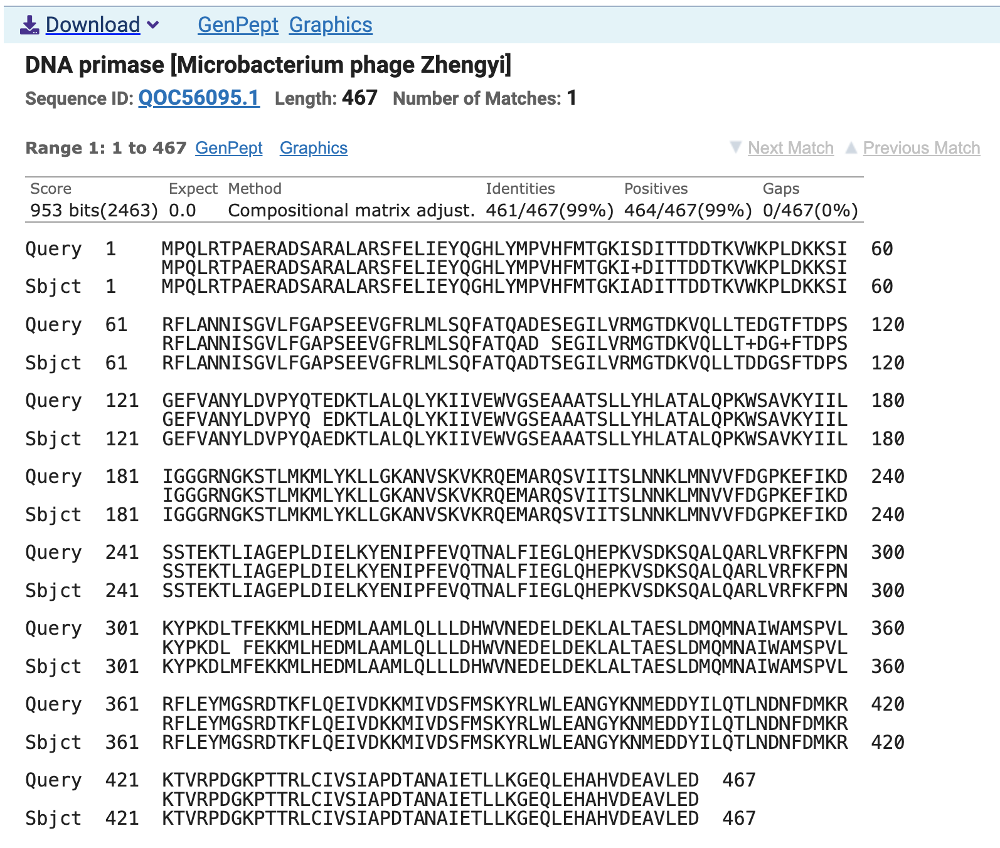 Download GenPept Graphics
DNA primase [Microbacterium phage Zhengyi]
Sequence ID: QOC56095.1 Length: 467 Number of Matches: 1
Range 1: 1 to 467 GenPept Graphics Next Match Previous Match
Score Expect Method Identities Positives Gaps
953 bits(2463) 0.0 Compositional matrix adjust. 461/467(99%) 464/467(99%) 0/467(0%)
Query 1 MPQLRTPAERADSARALARSFELIEYQGHLYMPVHFMTGKISDITTDDTKVWKPLDKKSI 60
MPQLRTPAERADSARALARSFELIEYQGHLYMPVHFMTGKI+DITTDDTKVWKPLDKKSI
Sbjct 1 MPQLRTPAERADSARALARSFELIEYQGHLYMPVHFMTGKIADITTDDTKVWKPLDKKSI 60
Query 61 RFLANNISGVLFGAPSEEVGFRLMLSQFATQADESEGILVRMGTDKVQLLTEDGTFTDPS 120
RFLANNISGVLFGAPSEEVGFRLMLSQFATQAD SEGILVRMGTDKVQLLT+DG+FTDPS
Sbjct 61 RFLANNISGVLFGAPSEEVGFRLMLSQFATQADTSEGILVRMGTDKVQLLTDDGSFTDPS 120
Query 121 GEFVANYLDVPYQTEDKTLALQLYKIIVEWVGSEAAATSLLYHLATALQPKWSAVKYIIL 180
GEFVANYLDVPYQ EDKTLALQLYKIIVEWVGSEAAATSLLYHLATALQPKWSAVKYIIL
Sbjct 121 GEFVANYLDVPYQAEDKTLALQLYKIIVEWVGSEAAATSLLYHLATALQPKWSAVKYIIL 180
Query 181 IGGGRNGKSTLMKMLYKLLGKANVSKVKRQEMARQSVIITSLNNKLMNVVFDGPKEFIKD 240
IGGGRNGKSTLMKMLYKLLGKANVSKVKRQEMARQSVIITSLNNKLMNVVFDGPKEFIKD
Sbjct 181 IGGGRNGKSTLMKMLYKLLGKANVSKVKRQEMARQSVIITSLNNKLMNVVFDGPKEFIKD 240
Query 241 SSTEKTLIAGEPLDIELKYENIPFEVQTNALFIEGLQHEPKVSDKSQALQARLVRFKFPN 300
SSTEKTLIAGEPLDIELKYENIPFEVQTNALFIEGLQHEPKVSDKSQALQARLVRFKFPN
Sbjct 241 SSTEKTLIAGEPLDIELKYENIPFEVQTNALFIEGLQHEPKVSDKSQALQARLVRFKFPN 300
Query 301 KYPKDLTFEKKMLHEDMLAAMLQLLLDHWVNEDELDEKLALTAESLDMQMNAIWAMSPVL 360
KYPKDL FEKKMLHEDMLAAMLQLLLDHWVNEDELDEKLALTAESLDMQMNAIWAMSPVL
Sbjct 301 KYPKDLMFEKKMLHEDMLAAMLQLLLDHWVNEDELDEKLALTAESLDMQMNAIWAMSPVL 360
Query 361 RFLEYMGSRDTKFLQEIVDKKMIVDSFMSKYRLWLEANGYKNMEDDYILQTLNDNFDMKR 420
RFLEYMGSRDTKFLQEIVDKKMIVDSFMSKYRLWLEANGYKNMEDDYILQTLNDNFDMKR
Sbjct 361 RFLEYMGSRDTKFLQEIVDKKMIVDSFMSKYRLWLEANGYKNMEDDYILQTLNDNFDMKR 420
Query 421 KTVRPDGKPTTRLCIVSIAPDTANAIETLLKGEQLEHAHVDEAVLED 467
KTVRPDGKPTTRLCIVSIAPDTANAIETLLKGEQLEHAHVDEAVLED
Sbjct 421 KTVRPDGKPTTRLCIVSIAPDTANAIETLLKGEQLEHAHVDEAVLED 467